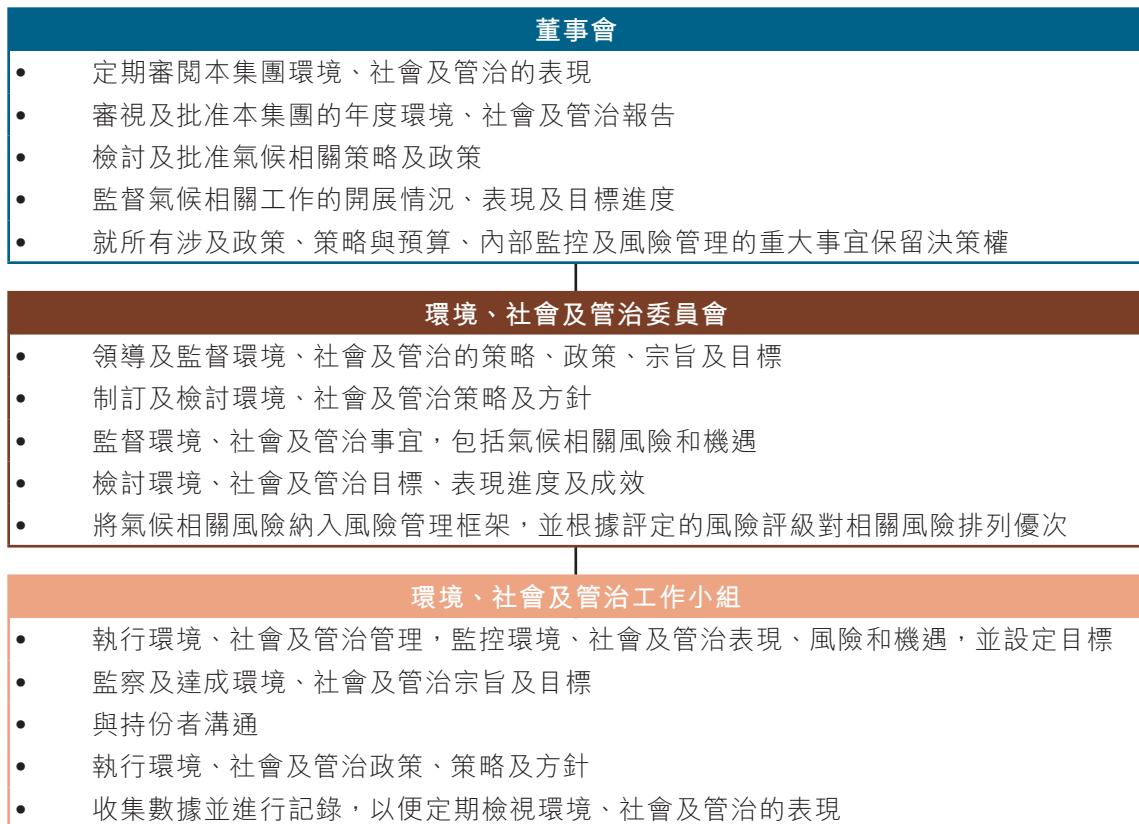 董事會
• 定期審閱本集團環境、社會及管治的表現
• 審視及批准本集團的年度環境、社會及管治報告
• 檢討及批准氣候相關策略及政策
• 監督氣候相關工作的開展情況、表現及目標進度
• 就所有涉及政策、策略與預算、內部監控及風險管理的重大事宜保留決策權
環境、社會及管治委員會
• 領導及監督環境、社會及管治的策略、政策、宗旨及目標
• 制訂及檢討環境、社會及管治策略及方針
• 監督環境、社會及管治事宜，包括氣候相關風險和機遇
• 檢討環境、社會及管治目標、表現進度及成效
• 將氣候相關風險納入風險管理框架，並根據評定的風險評級對相關風險排列優次
環境、社會及管治工作小組
• 執行環境、社會及管治管理，監控環境、社會及管治表現、風險和機遇，並設定目標
• 監察及達成環境、社會及管治宗旨及目標
• 與持份者溝通
• 執行環境、社會及管治政策、策略及方針
• 收集數據並進行記錄，以便定期檢視環境、社會及管治的表現